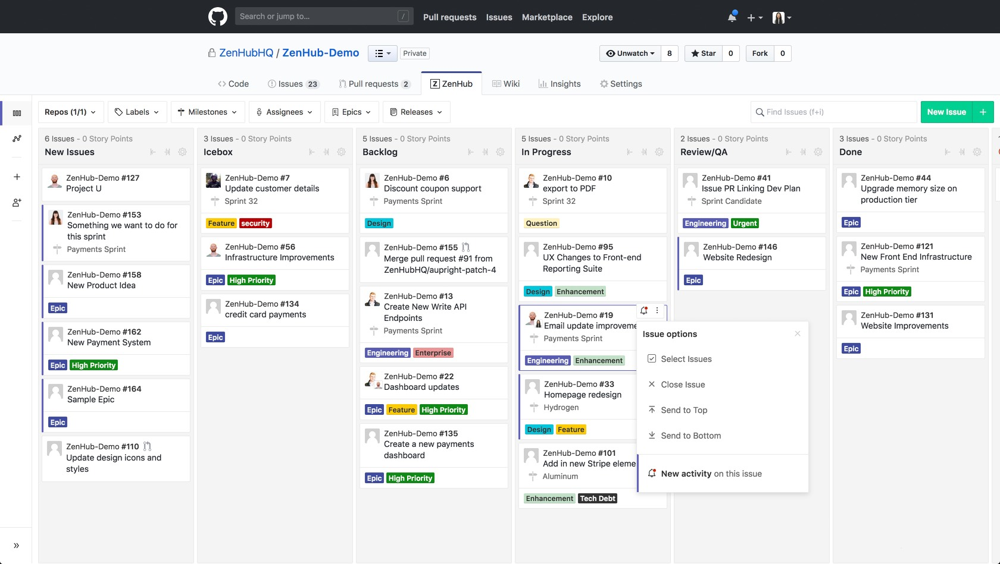 Search or jump to...
/
Pull requests
Issues
Marketplace
Explore
ZenHubHQ / ZenHub-Demo
Private
Unwatch
8
Star
0
Fork
0
Code
Issues 23
Pull requests 2
Z ZenHub
Wiki
Insights
Settings
Repos (1/1)
Labels
Milestones
Assignees
Epics
Releases
Find Issues (f+i)
New Issue
+
6 Issues - 0 Story Points
New Issues
ZenHub-Demo #127
Project U
ZenHub-Demo #153
Something we want to do for
this sprint
Payments Sprint
ZenHub-Demo #158
New Product Idea
Epic
ZenHub-Demo #162
New Payment System
Epic
High Priority
ZenHub-Demo #164
Sample Epic
Epic
ZenHub-Demo #110
Update design icons and
styles
3 Issues - 0 Story Points
Icebox
ZenHub-Demo #7
Update customer details
Sprint 32
Feature
security
ZenHub-Demo #56
Infrastructure Improvements
Epic
High Priority
ZenHub-Demo #134
credit card payments
Epic
5 Issues - 0 Story Points
Backlog
ZenHub-Demo #6
Discount coupon support
Payments Sprint
Design
ZenHub-Demo #155
Merge pull request #91 from
ZenHubHQ/aupright-patch-4
ZenHub-Demo #13
Create New Write API
Endpoints
Payments Sprint
Engineering
Enterprise
ZenHub-Demo #22
Dashboard updates
Epic
Feature
High Priority
ZenHub-Demo #135
Create a new payments
dashboard
Epic
High Priority
5 Issues - 0 Story Points
In Progress
ZenHub-Demo #10
export to PDF
Sprint 32
Question
ZenHub-Demo #95
UX Changes to Front-end
Reporting Suite
Design
Enhancement
ZenHub-Demo #19
Email update improveme
Payments Sprint
Engineering
Enhancement
ZenHub-Demo #33
Homepage redesign
Hydrogen
Design
Feature
ZenHub-Demo #101
Add in new Stripe eleme
Aluminum
Enhancement
Tech Debt
2 Issues - 0 Story Points
Review/QA
ZenHub-Demo #41
Issue PR Linking Dev Plan
Sprint Candidate
Engineering
Urgent
ZenHub-Demo #146
Website Redesign
Epic
Issue options
Select Issues
Close Issue
Send to Top
Send to Bottom
New activity on this issue
3 Issues - 0 Story Points
Done
ZenHub-Demo #44
Upgrade memory size on
production tier
Epic
ZenHub-Demo #121
New Front End Infrastructure
Payments Sprint
Epic
High Priority
ZenHub-Demo #131
Website Improvements
Epic